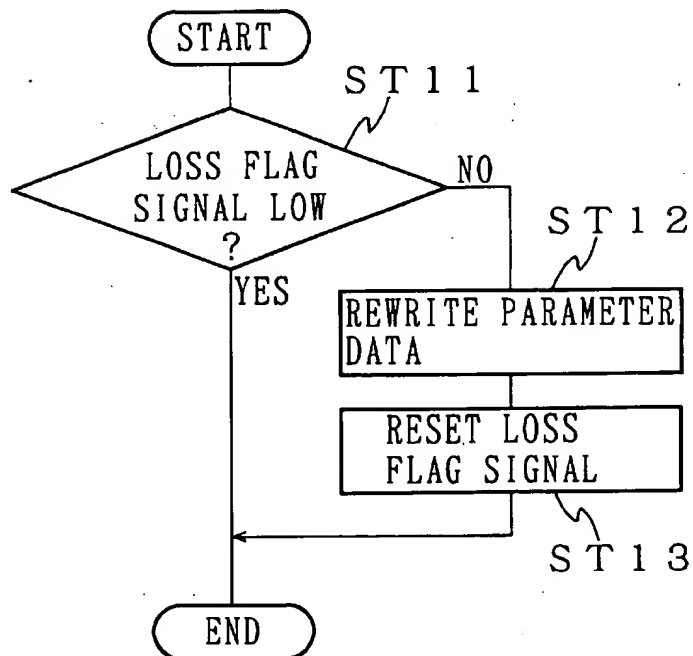 START
ST11
LOSS FLAG
SIGNAL LOW
?
NO
YES
ST12
REWRITE PARAMETER
DATA
RESET LOSS
FLAG SIGNAL
ST13
END